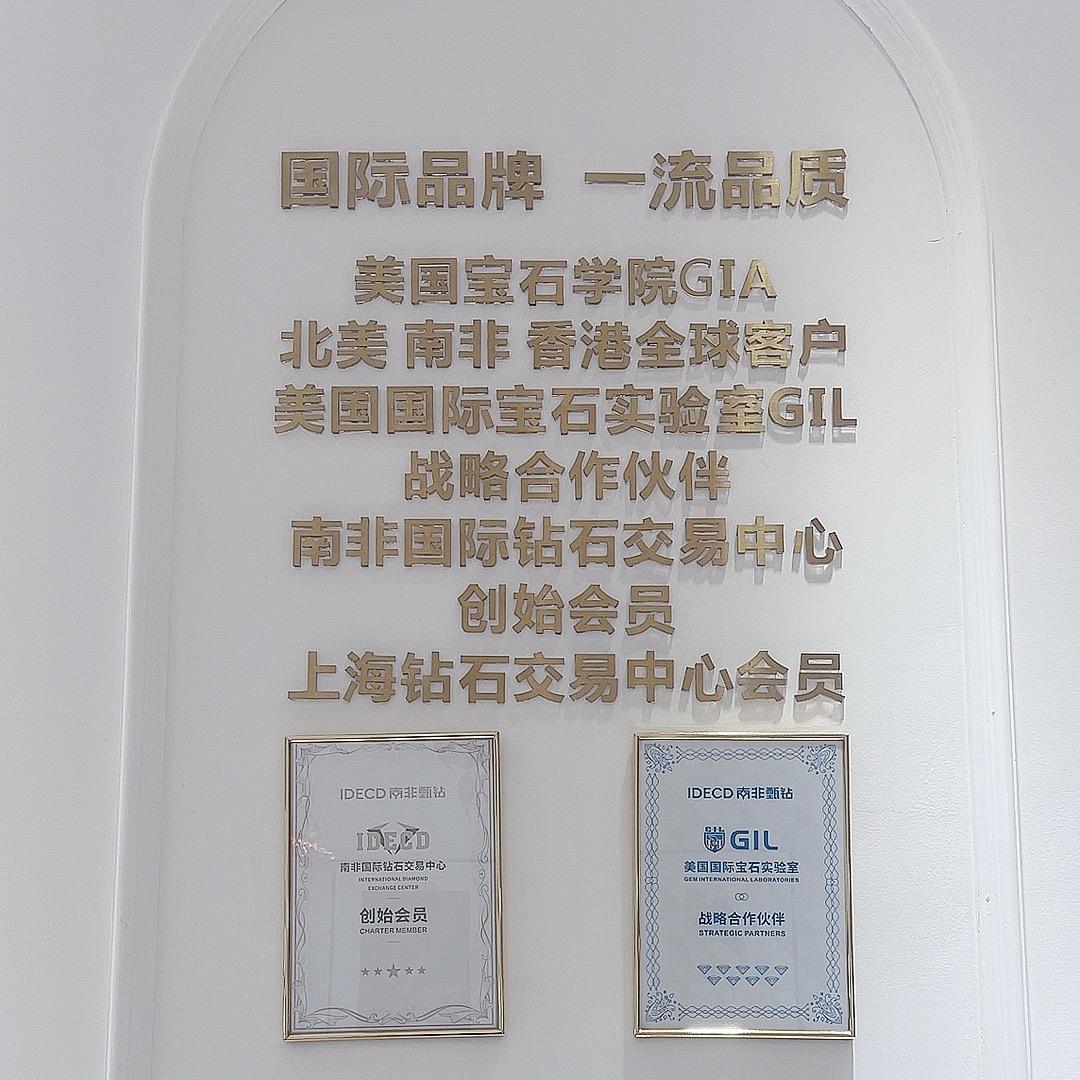 国际品牌 一流品质
美国宝石学院GIA
北美 南非 香港全球客户
美国国际宝石实验室GIL
战略合作伙伴
南非国际钻石交易中心
创始会员
上海钻石交易中心会员
IDECD 南非甄钻
IDECD
南非国际钻石交易中心
INTERNATIONAL DIAMOND
EXCHANGE CENTER
创始会员
CHARTER MEMBER
IDECD 南非甄钻
GIL
GIL
美国国际宝石实验室
GEM INTERNATIONAL LABORATORIES
战略合作伙伴
STRATEGIC PARTNERS